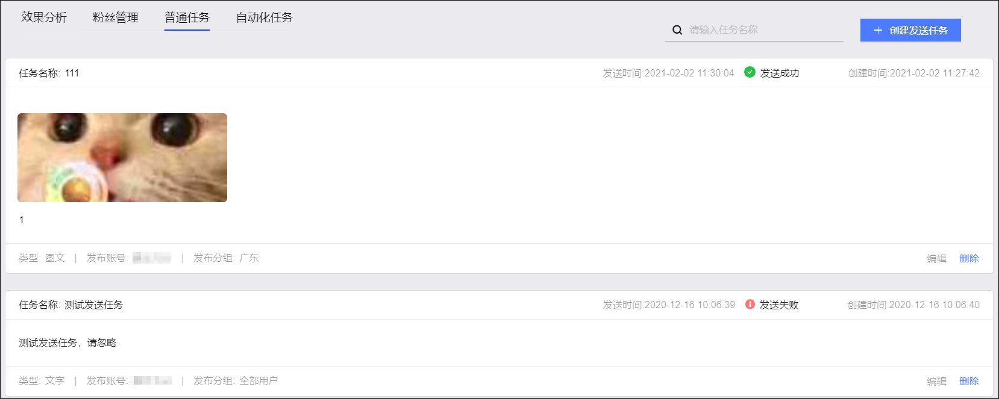 效果分析 粉丝管理 普通任务 自动化任务
请输入任务名称
创建发送任务
任务名称: 111 发送时间:2021-02-02 11:30:04 发送成功 创建时间:2021-02-02 11:27:42
1
类型: 图文 | 发布账号: | 发布分组: 广东 编辑 删除
任务名称: 测试发送任务 发送时间:2020-12-16 10:06:39 发送失败 创建时间:2020-12-16 10:06:40
测试发送任务，请忽略
类型: 文字 | 发布账号: | 发布分组: 全部用户 编辑 删除